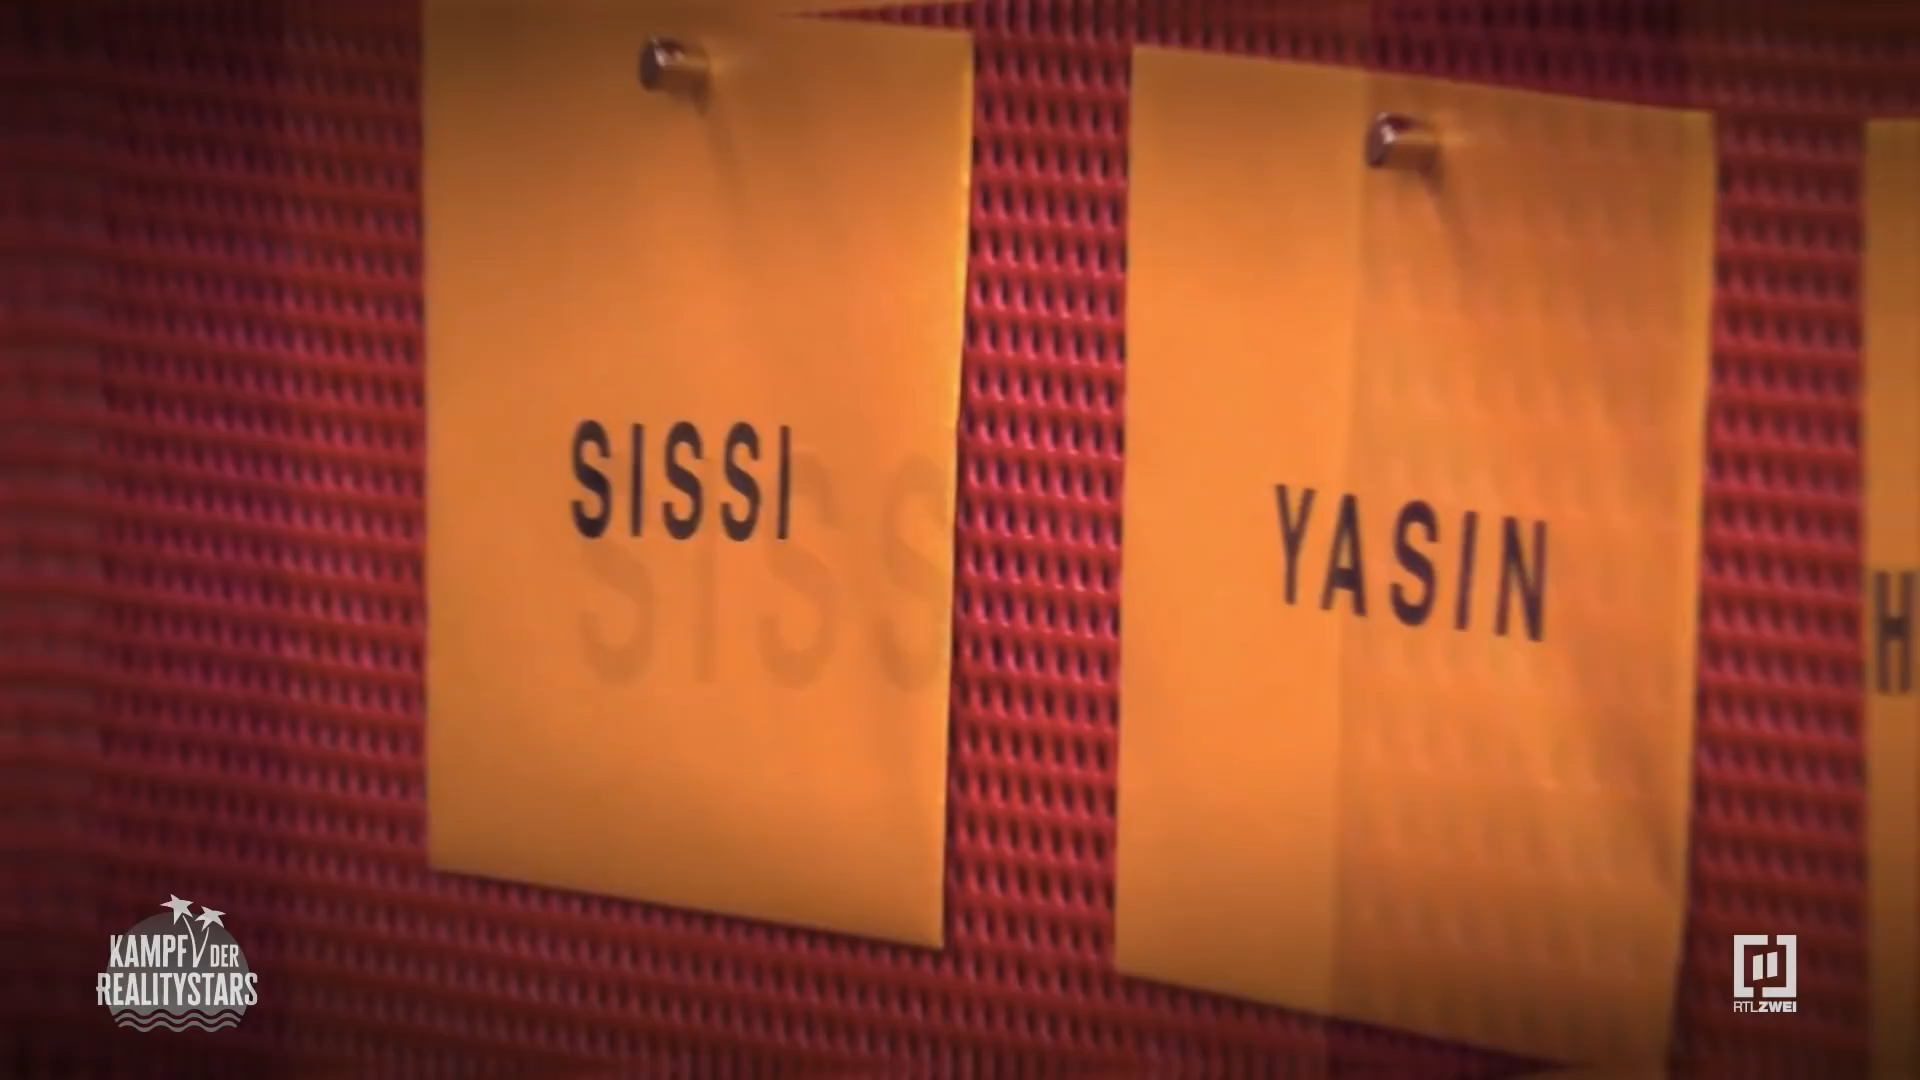 SISSI
YASIN
H
KAMPF DER
REALITYSTARS
RTLZWEI